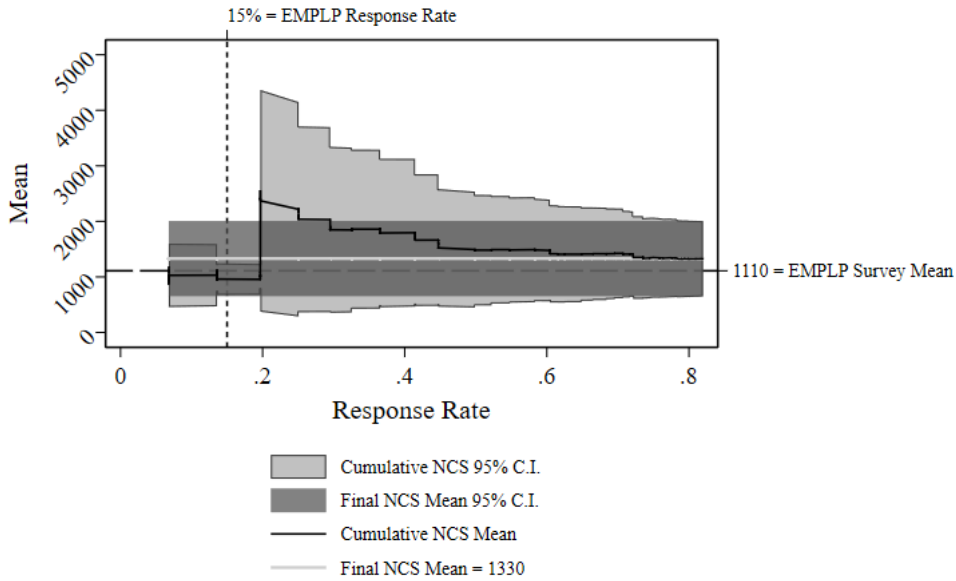 15% = EMPLP Response Rate
5000
4000
3000
2000
1000
0
Mean
1110 = EMPLP Survey Mean
0 .2 .4 .6 .8
Response Rate
Cumulative NCS 95% C.I.
Final NCS Mean 95% C.I.
Cumulative NCS Mean
Final NCS Mean = 1330